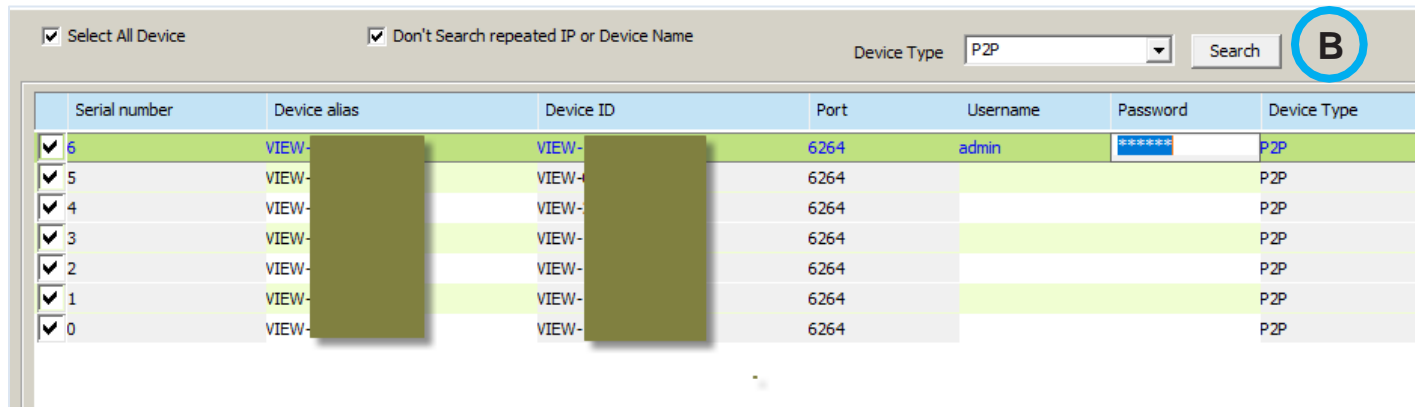 Select All Device Don't Search repeated IP or Device Name Device Type P2P Search B
Serial number Device alias Device ID Port Username Password Device Type
6 VIEW- VIEW- 6264 admin ****** P2P
5 VIEW- VIEW- 6264 P2P
4 VIEW- VIEW- 6264 P2P
3 VIEW- VIEW- 6264 P2P
2 VIEW- VIEW- 6264 P2P
1 VIEW- VIEW- 6264 P2P
0 VIEW- VIEW- 6264 P2P